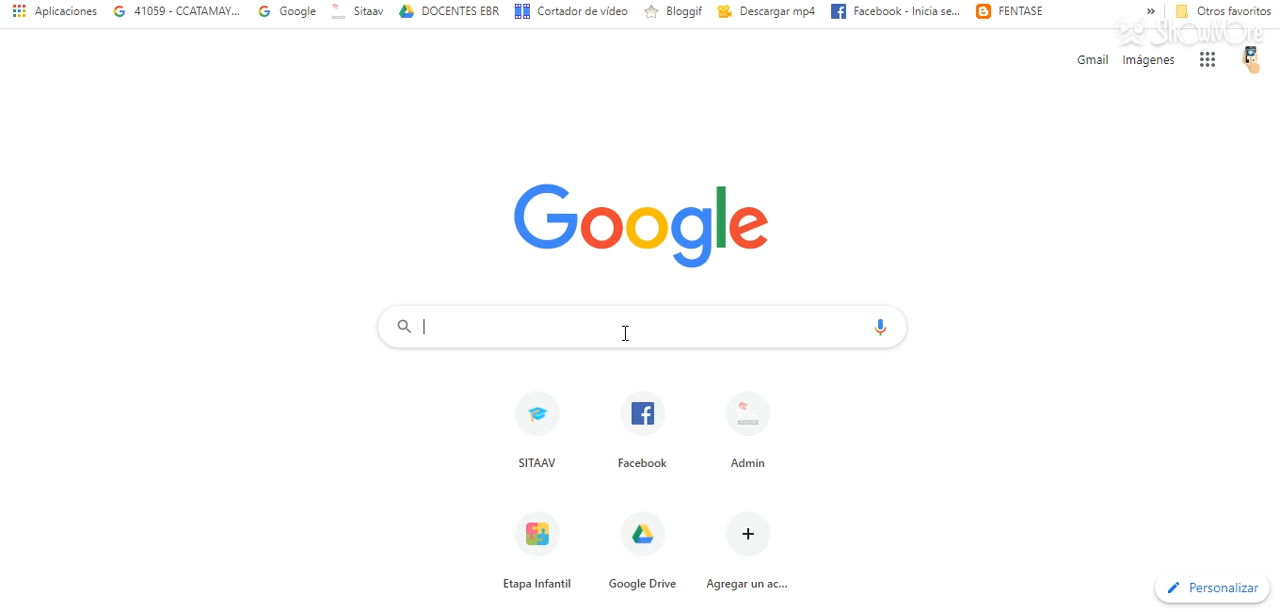 Aplicaciones 41059 - CCATAMAY... Google Sitaav DOCENTES EBR Cortador de vídeo Bloggif Descargar mp4 Facebook - Inicia se... FENTASE » Otros favoritos
ShowMore
Gmail Imágenes
Google
SITAAV Facebook Admin
Etapa Infantil Google Drive Agregar un ac...
Personalizar